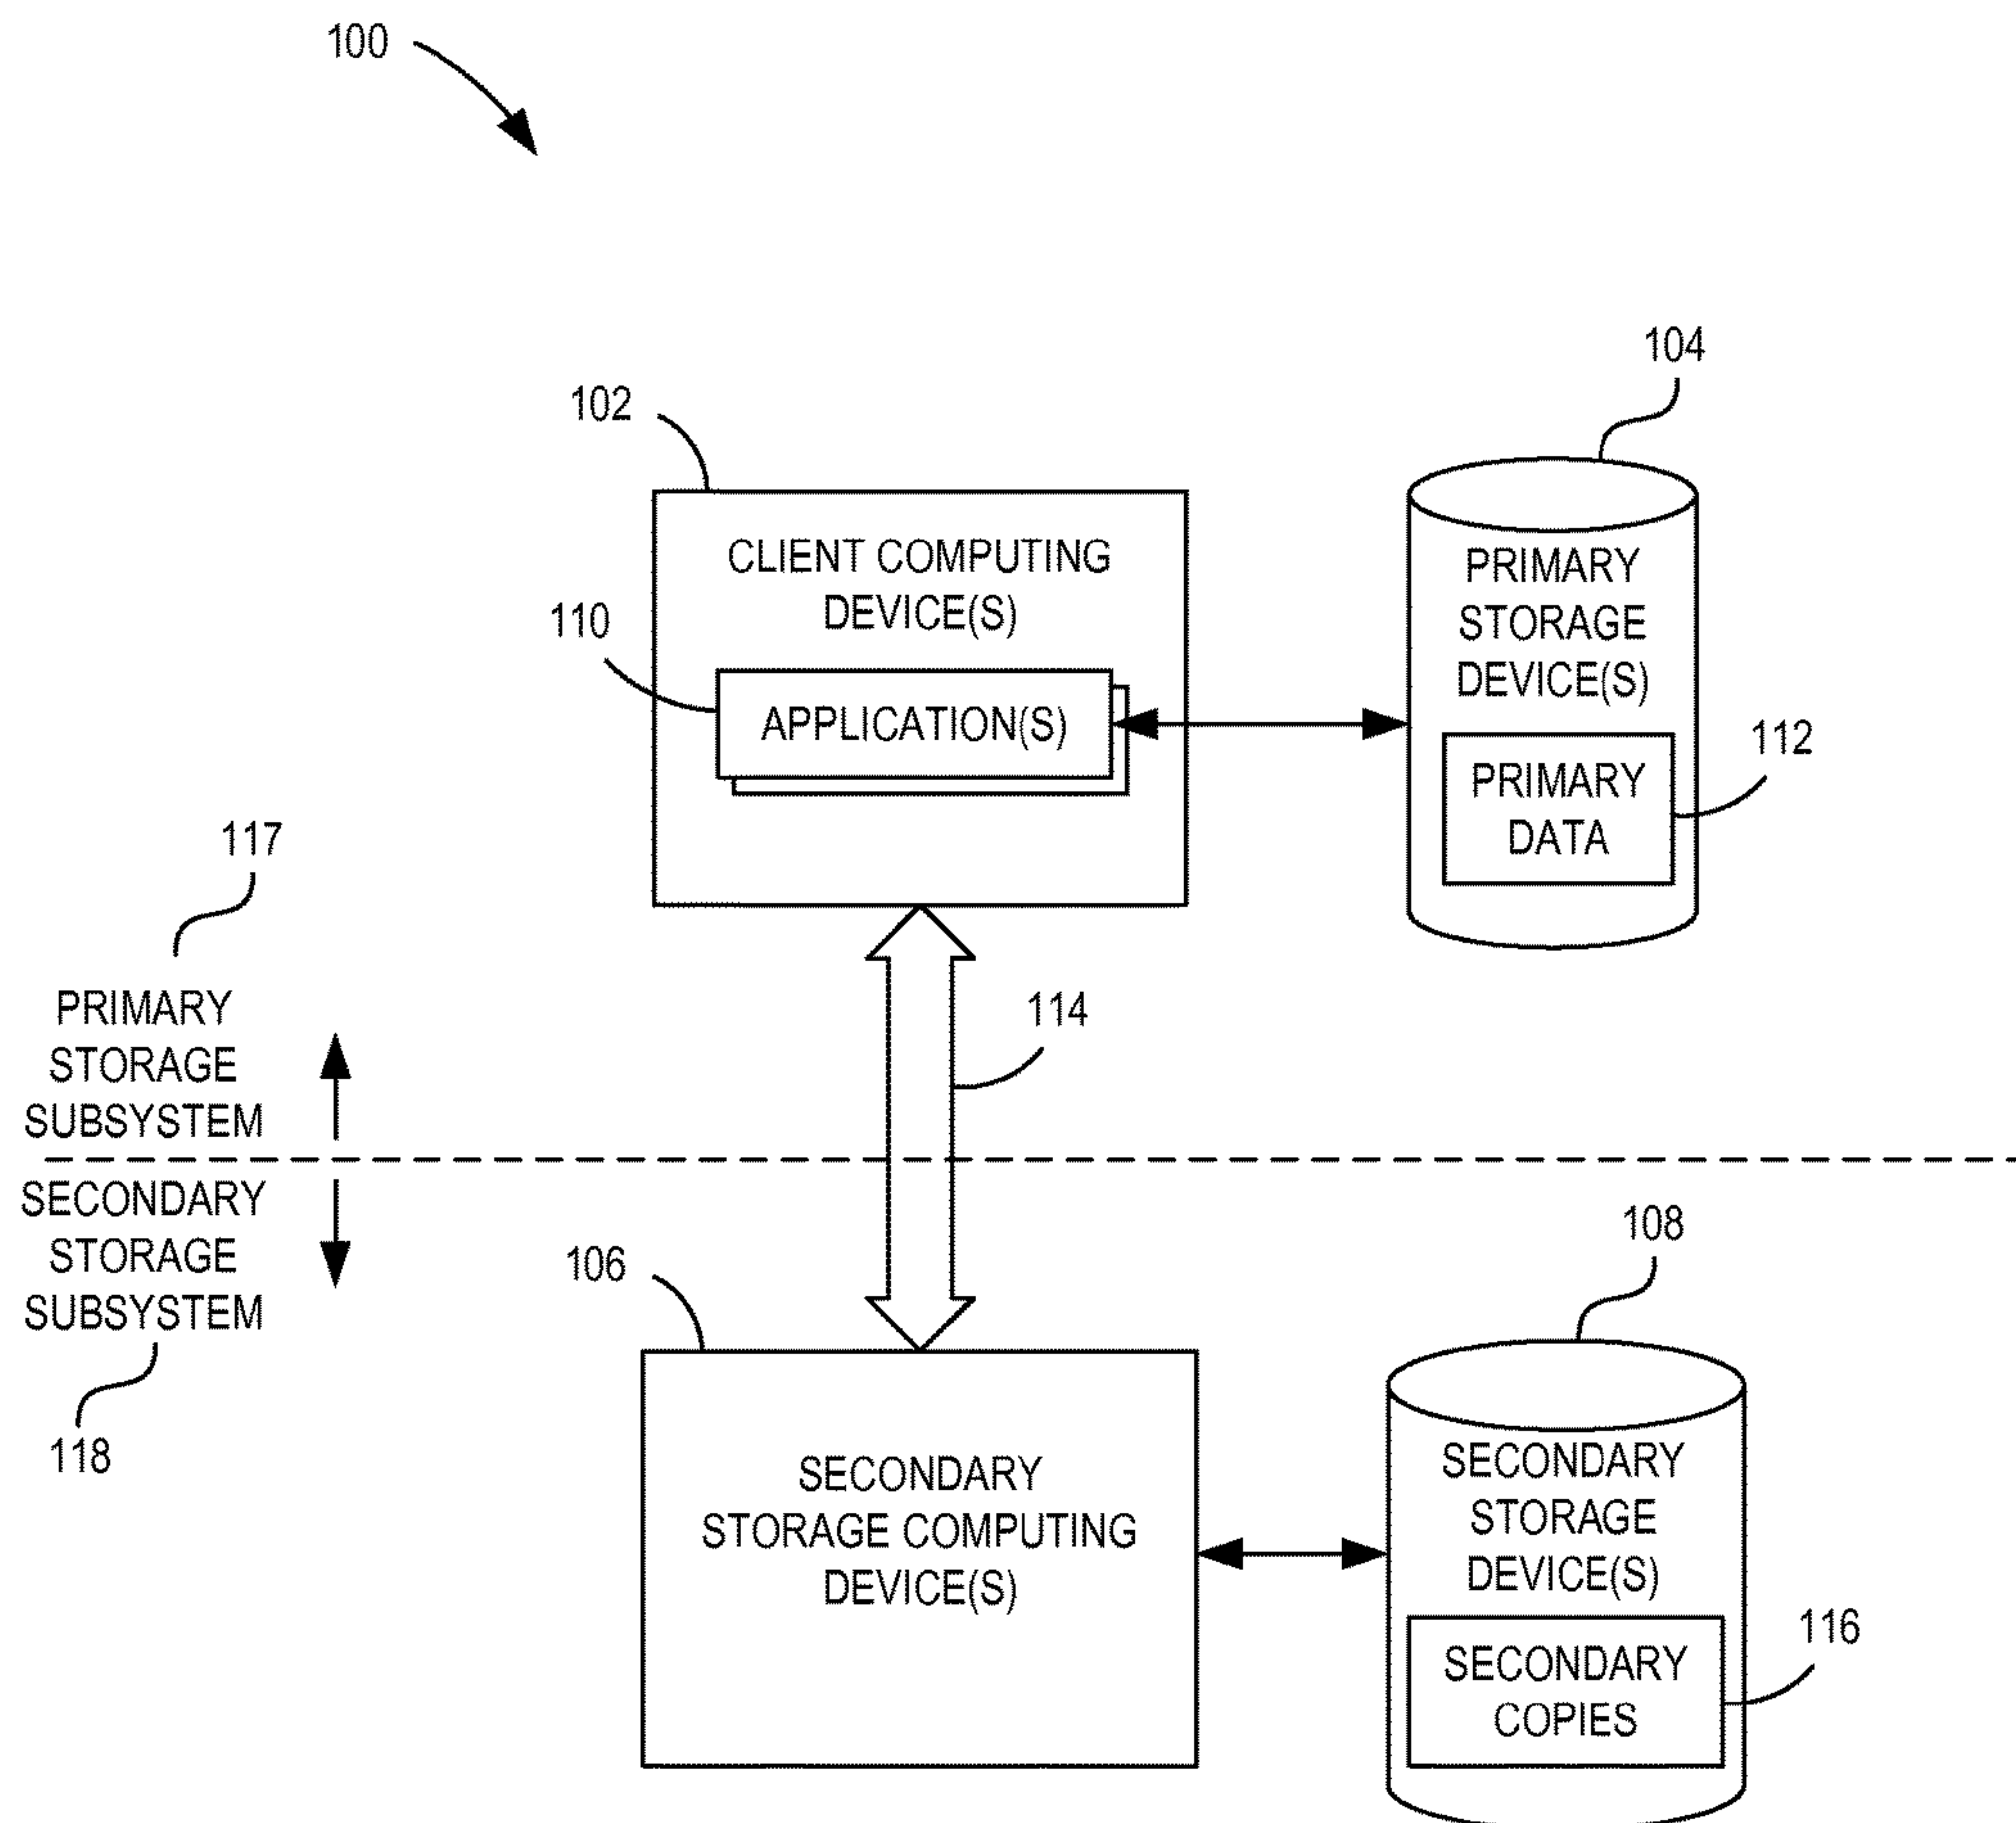 100
104
102
CLIENT COMPUTING
DEVICE(S)
110
APPLICATION(S)
PRIMARY
STORAGE
DEVICE(S)
112
PRIMARY
DATA
117
PRIMARY
STORAGE
SUBSYSTEM
114
SECONDARY
STORAGE
SUBSYSTEM
118
106
108
SECONDARY
STORAGE COMPUTING
DEVICE(S)
SECONDARY
STORAGE
DEVICE(S)
116
SECONDARY
COPIES